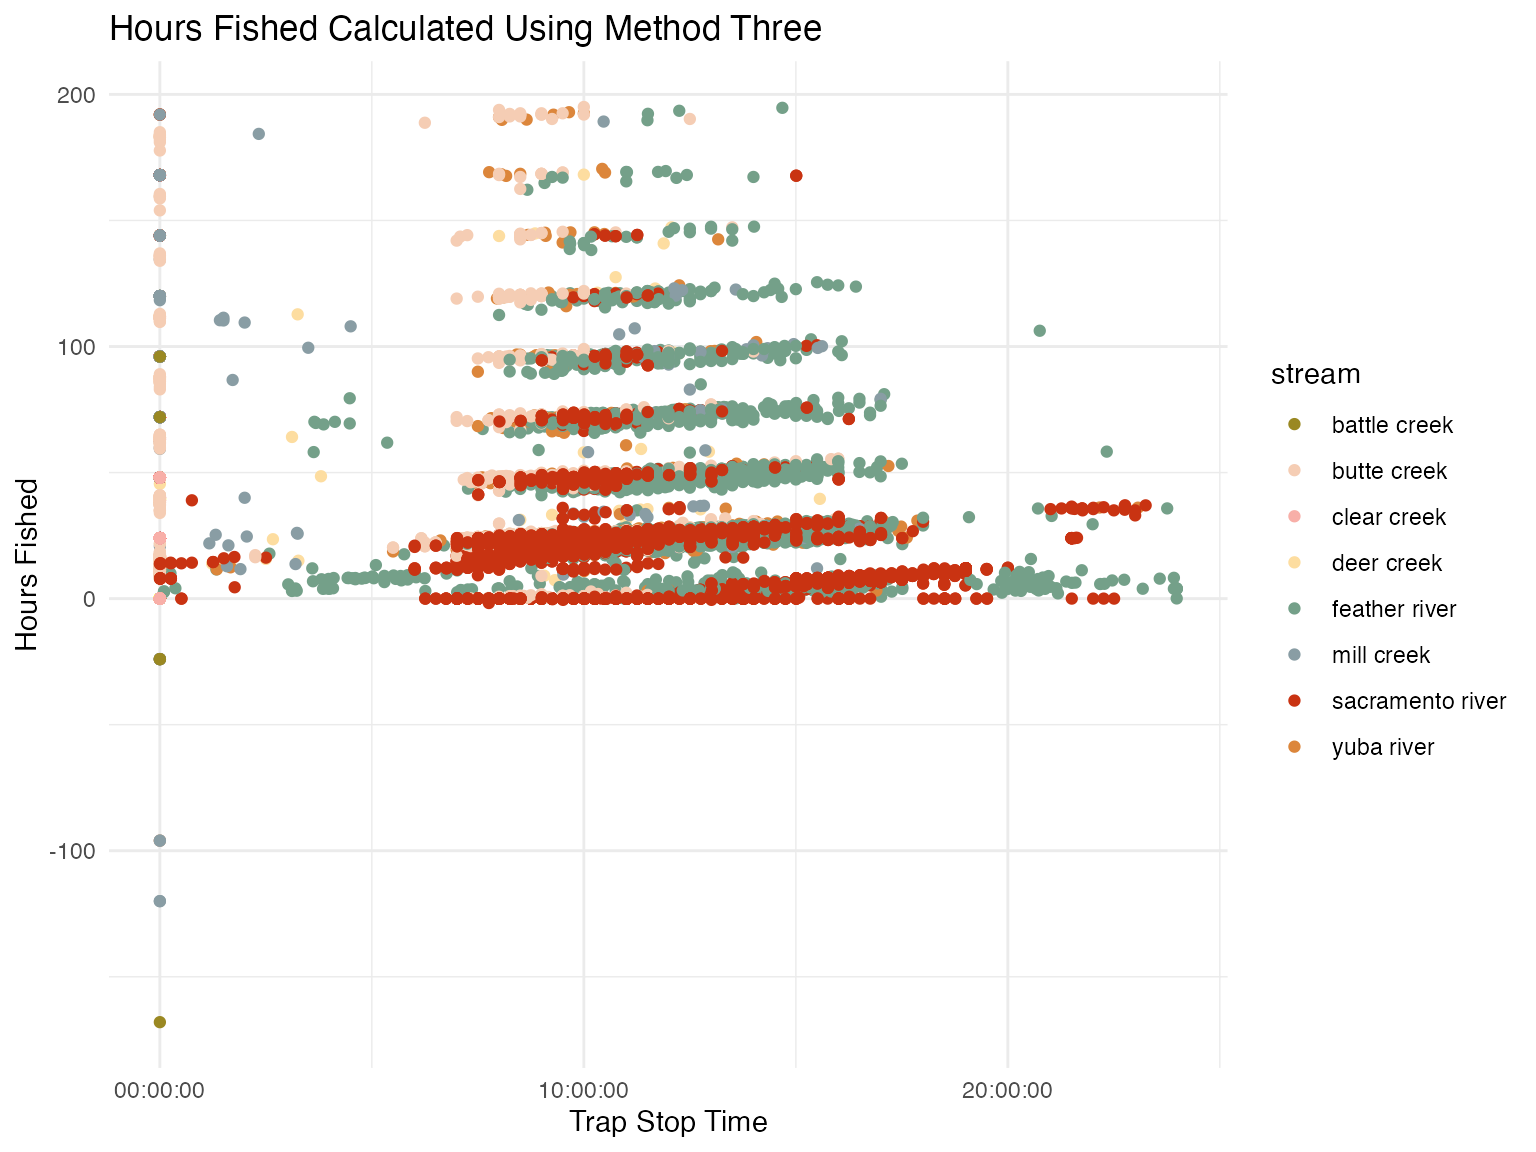 Hours Fished Calculated Using Method Three
200
100
0
-100
Hours Fished
00:00:00
10:00:00
20:00:00
Trap Stop Time
stream
battle creek
butte creek
clear creek
deer creek
feather river
mill creek
sacramento river
yuba river